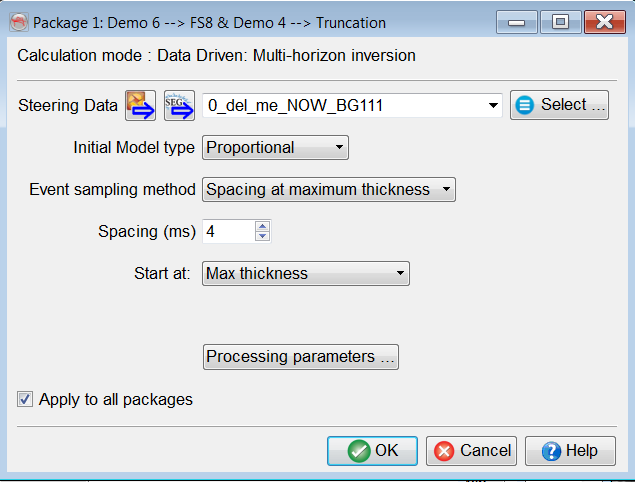 Package 1: Demo 6 --> FS8 & Demo 4 --> Truncation
Calculation mode : Data Driven: Multi-horizon inversion
Steering Data SEG 0_del_me_NOW_BG111 Select ...
Initial Model type Proportional
Event sampling method Spacing at maximum thickness
Spacing (ms) 4
Start at: Max thickness
Processing parameters ...
Apply to all packages
OK Cancel Help